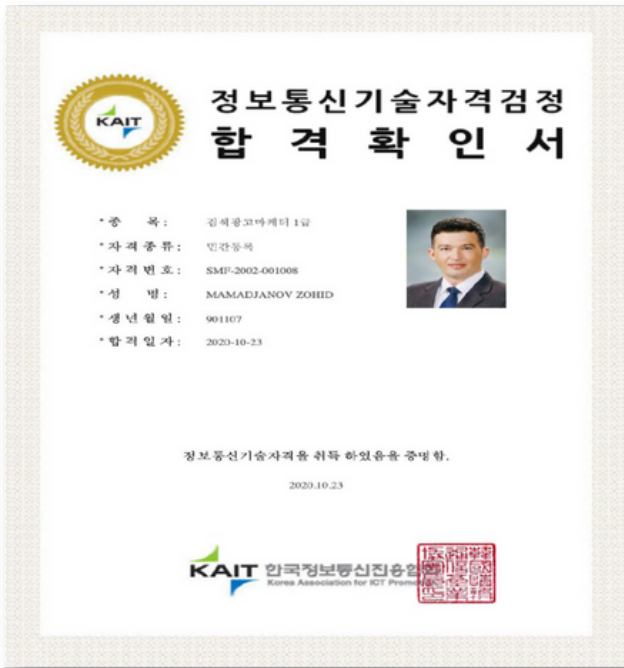 KAIT
정보통신기술자격검정
합격확인서
* 종 목 : 검색광고마케터 1급
* 자격종류 : 민간등록
* 자격번호 : SMF-2002-001008
* 성 명 : MAMADJANOV ZOHID
* 생년월일 : 901107
* 합격일자 : 2020-10-23
정보통신기술자격을 취득 하였음을 증명함.
2020.10.23
KAIT 한국정보통신진흥협회
Korea Association for ICT Promotion